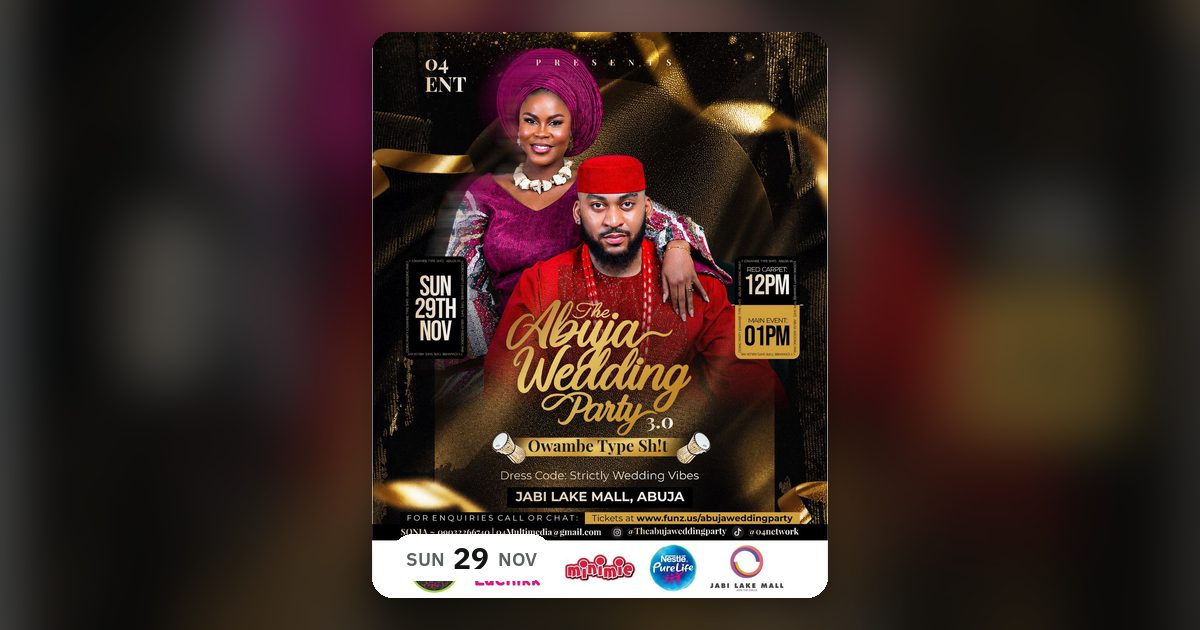 04
ENT
PRESENTS
SUN
29TH
NOV
RED CARPET:
12PM
MAIN EVENT:
01PM
The
Abuja
Wedding
Party
3.0
Owambe Type Sh!t
Dress Code: Strictly Wedding Vibes
JABI LAKE MALL, ABUJA
FOR ENQUIRIES CALL OR CHAT: Tickets at www.funz.us/abujaweddingparty
@Theabujaweddingparty @04network
SUN 29 NOV
minimie
Nestlé
PureLife
JABI LAKE MALL